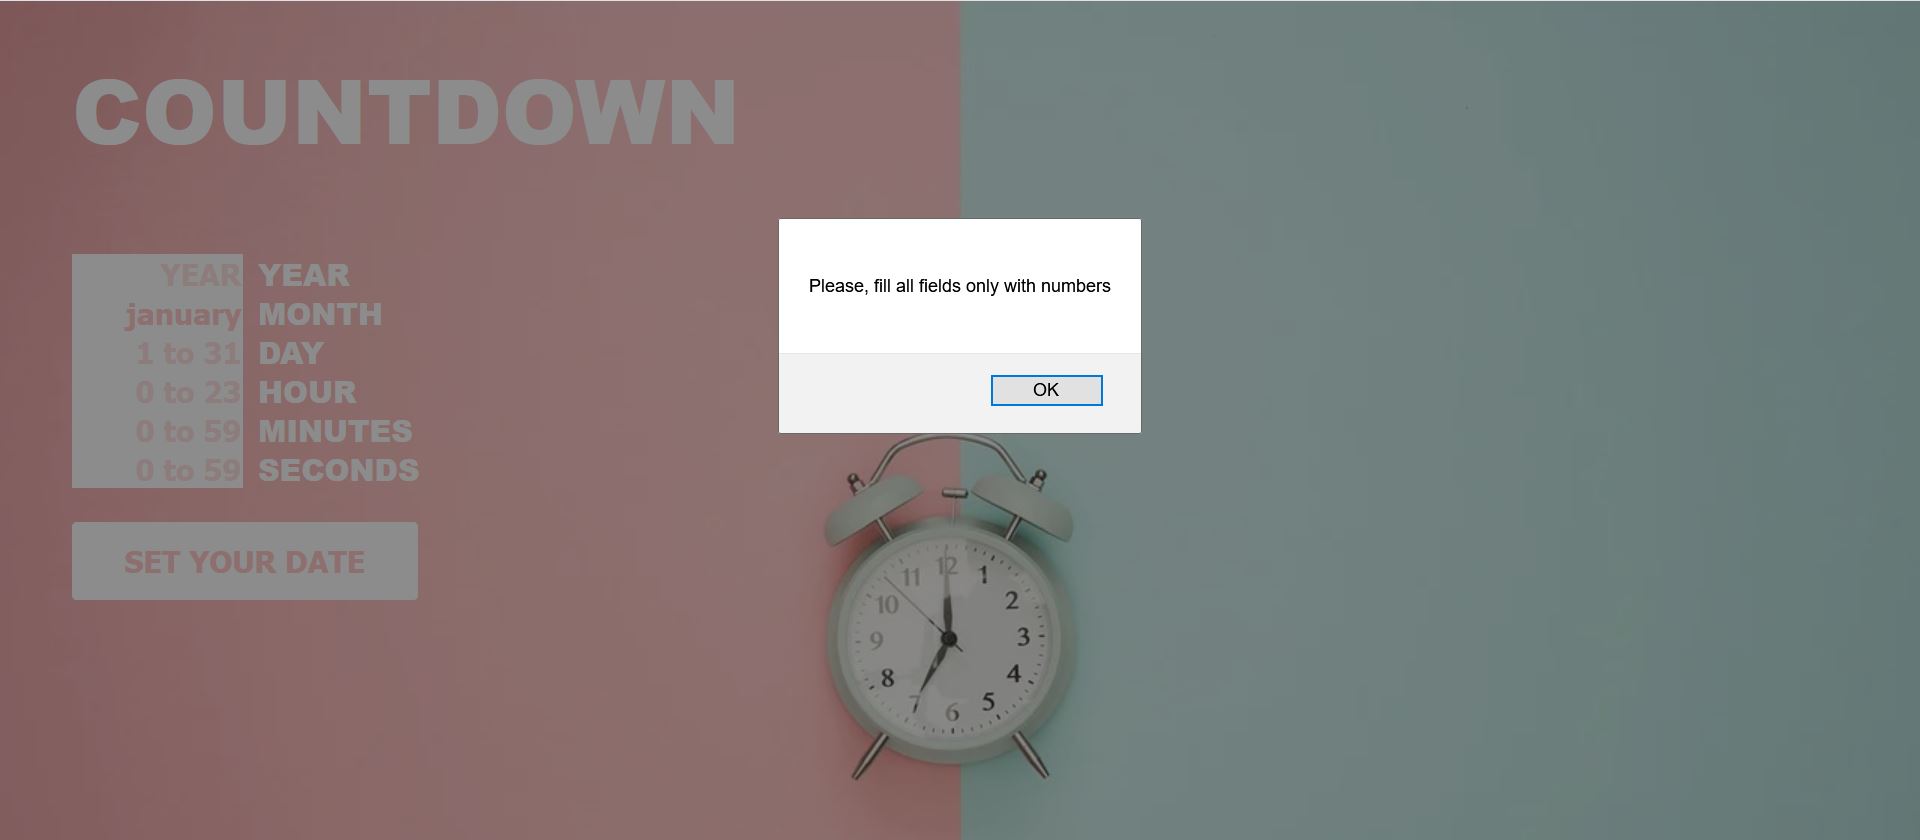 COUNTDOWN
Please, fill all fields only with numbers
OK
YEAR YEAR
january MONTH
1 to 31 DAY
0 to 23 HOUR
0 to 59 MINUTES
0 to 59 SECONDS
SET YOUR DATE
12
11 1
10 2
9 3
8 4
7 5
6